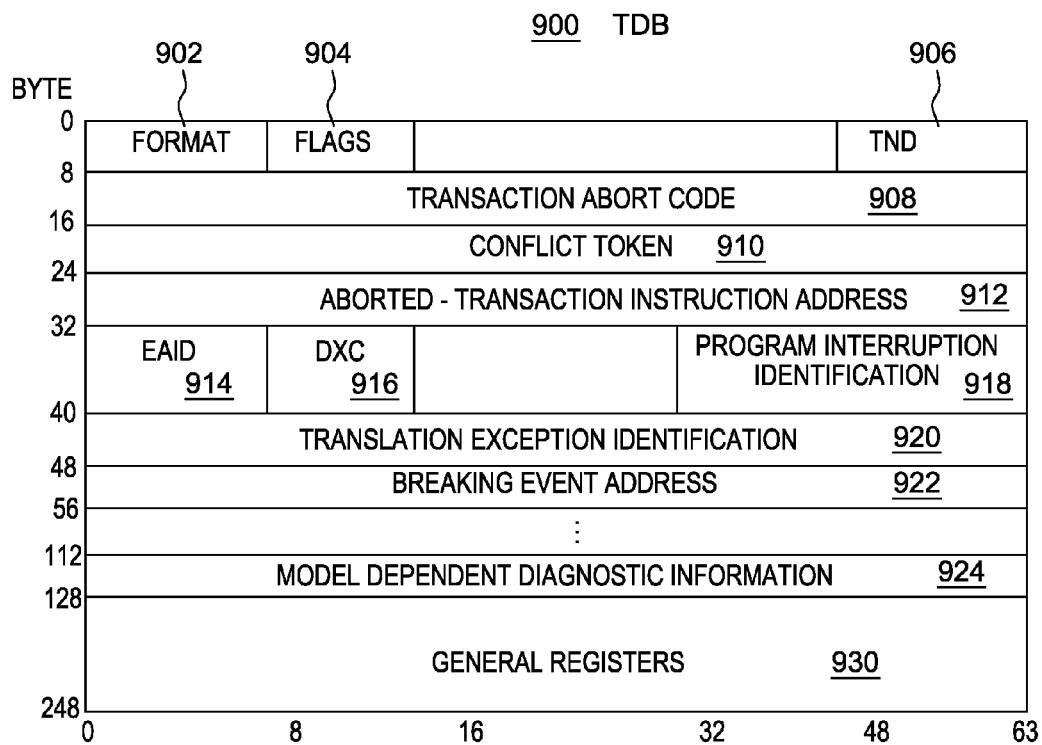 900 TDB
902 904 906
BYTE
0 FORMAT FLAGS TND
8
TRANSACTION ABORT CODE 908
16
CONFLICT TOKEN 910
24
ABORTED - TRANSACTION INSTRUCTION ADDRESS 912
32
EAID 914 DXC 916 PROGRAM INTERRUPTION IDENTIFICATION 918
40
TRANSLATION EXCEPTION IDENTIFICATION 920
48
BREAKING EVENT ADDRESS 922
56
⋮
112
MODEL DEPENDENT DIAGNOSTIC INFORMATION 924
128
GENERAL REGISTERS 930
248
0 8 16 32 48 63